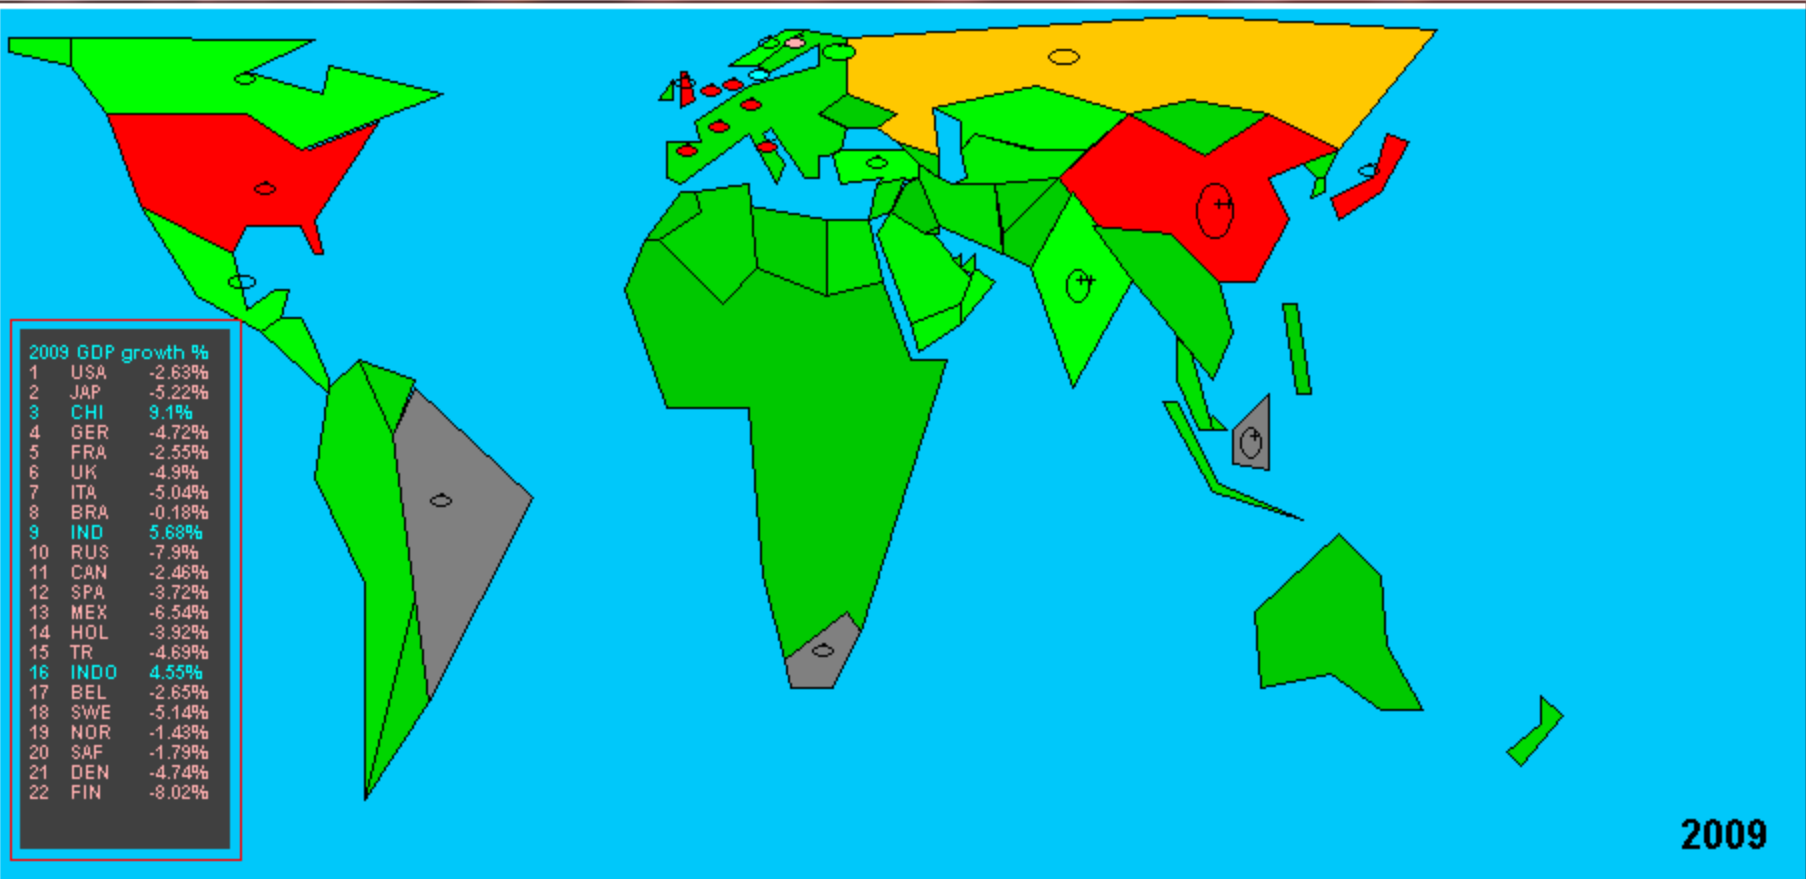 2009 GDP growth %
1 USA -2.63%
2 JAP -5.22%
3 CHI 9.1%
4 GER -4.72%
5 FRA -2.55%
6 UK -4.9%
7 ITA -5.04%
8 BRA -0.18%
9 IND 5.68%
10 RUS -7.9%
11 CAN -2.46%
12 SPA -3.72%
13 MEX -6.54%
14 HOL -3.92%
15 TR -4.69%
16 INDO 4.55%
17 BEL -2.65%
18 SWE -5.14%
19 NOR -1.43%
20 SAF -1.79%
21 DEN -4.74%
22 FIN -8.02%
2009